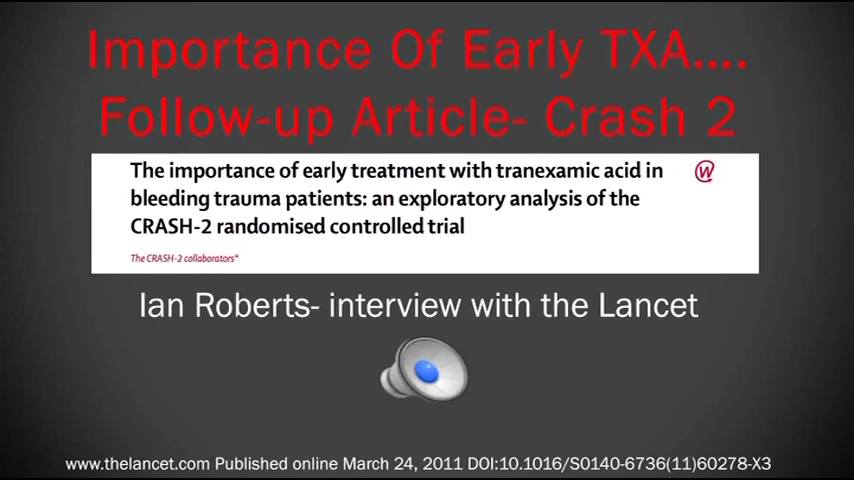 Importance Of Early TXA....
Follow-up Article- Crash 2
The importance of early treatment with tranexamic acid in
bleeding trauma patients: an exploratory analysis of the
CRASH-2 randomised controlled trial
The CRASH-2 collaborators*
Ian Roberts- interview with the Lancet
www.thelancet.com Published online March 24, 2011 DOI:10.1016/S0140-6736(11)60278-X3